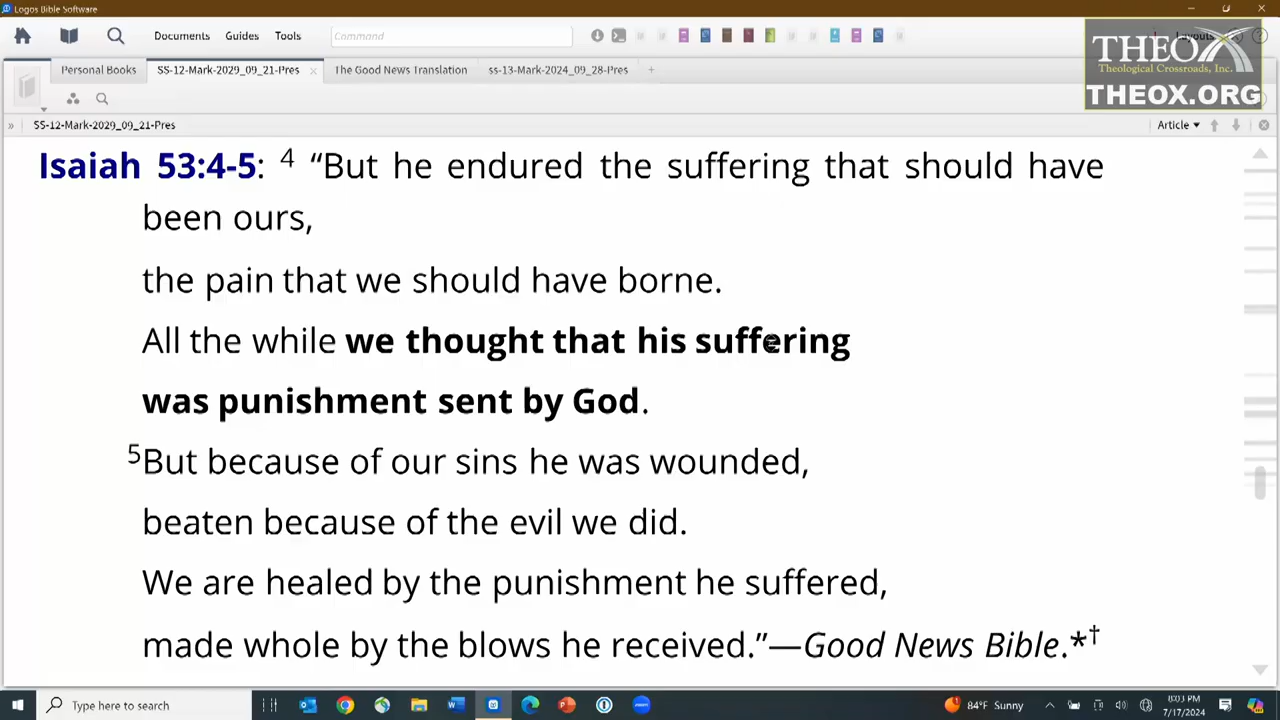 Logos Bible Software
Documents Guides Tools Command
THEOX
Theological Crossroads, Inc.
THEOX.ORG
Personal Books SS-12-Mark-2029_09_21-Pres The Good News Translation ss-13-Mark-2024_09_28-Pres
SS-12-Mark-2029_09_21-Pres Article
Isaiah 53:4-5: 4 “But he endured the suffering that should have
been ours,
the pain that we should have borne.
All the while we thought that his suffering
was punishment sent by God.
5 But because of our sins he was wounded,
beaten because of the evil we did.
We are healed by the punishment he suffered,
made whole by the blows he received.”—Good News Bible.*†
Type here to search 84°F Sunny 8:03 PM
7/17/2024